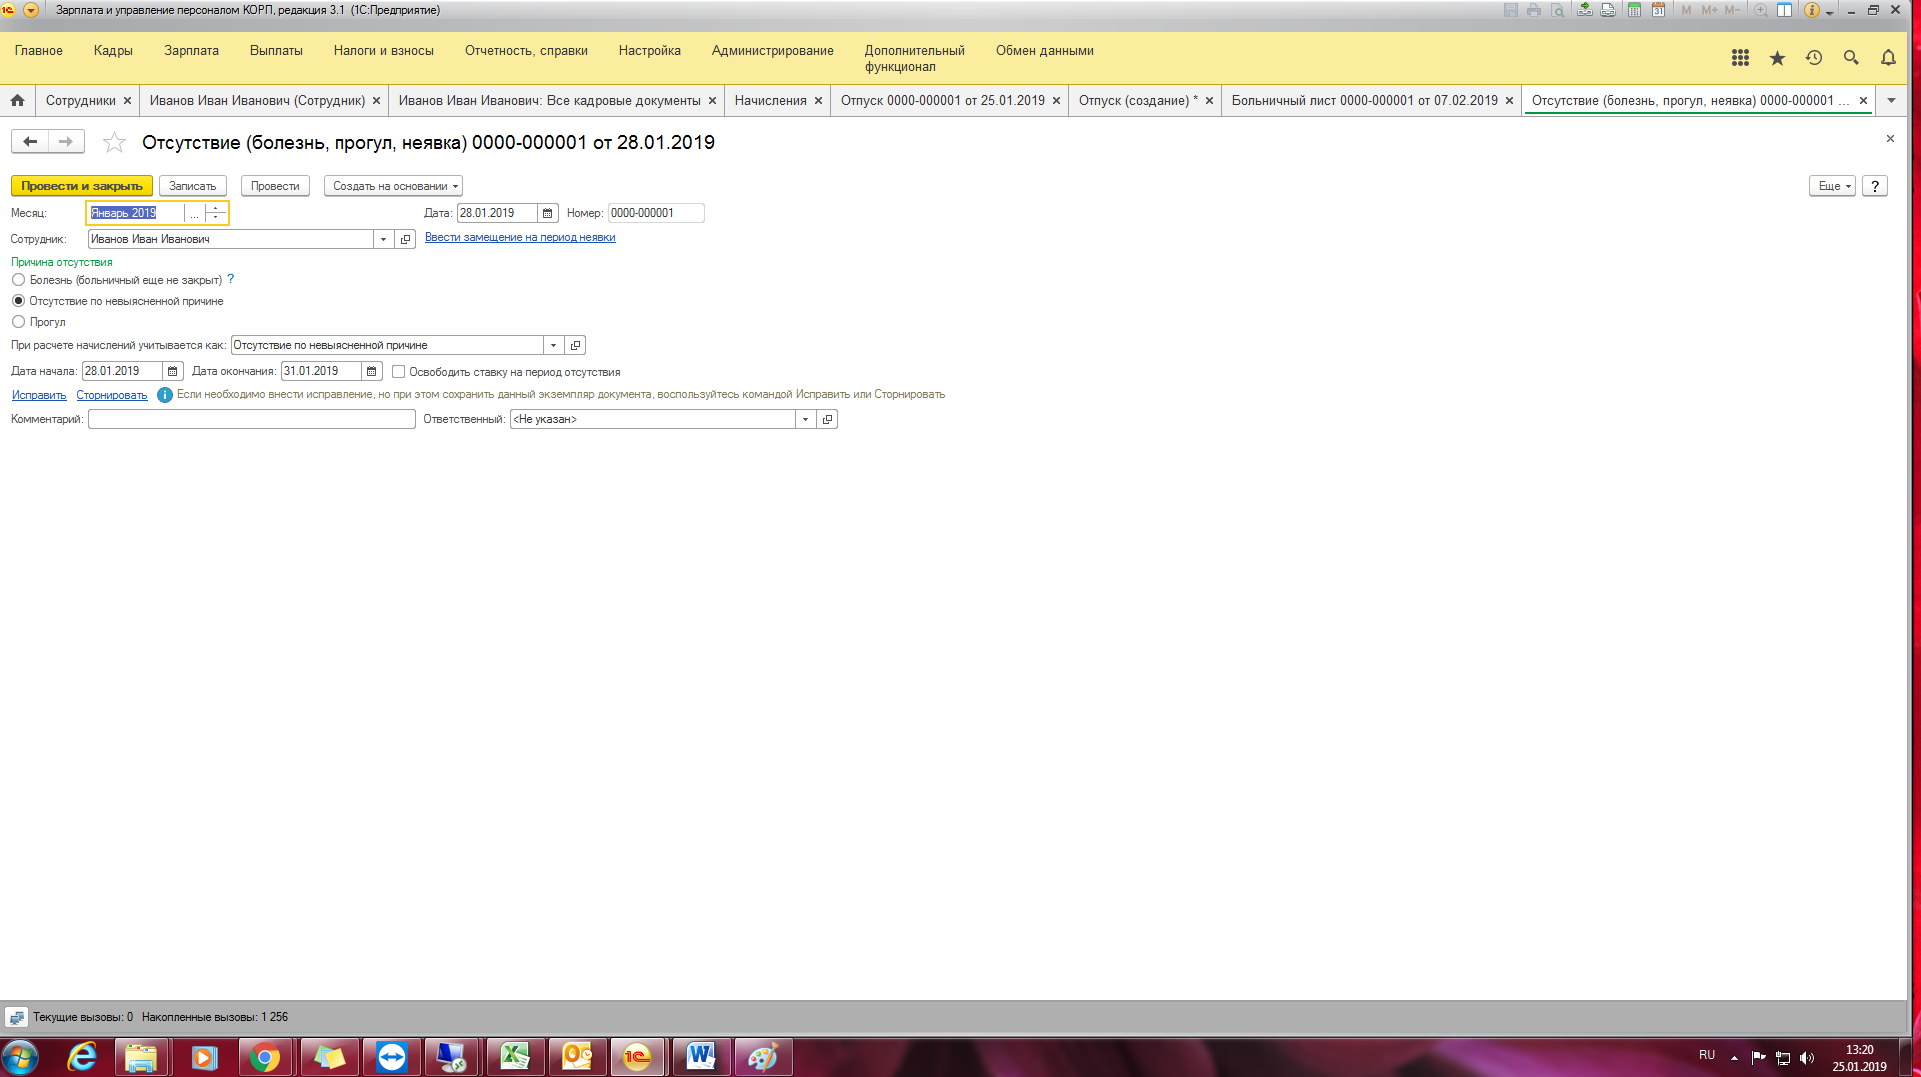 Зарплата и управление персоналом КОРП, редакция 3.1 (1С:Предприятие)
M M+ M−
Главное Кадры Зарплата Выплаты Налоги и взносы Отчетность, справки Настройка Администрирование Дополнительный функционал Обмен данными
Сотрудники × Иванов Иван Иванович (Сотрудник) × Иванов Иван Иванович: Все кадровые документы × Начисления × Отпуск 0000-000001 от 25.01.2019 × Отпуск (создание) * × Больничный лист 0000-000001 от 07.02.2019 × Отсутствие (болезнь, прогул, неявка) 0000-000001 ... ×
Отсутствие (болезнь, прогул, неявка) 0000-000001 от 28.01.2019
Провести и закрыть Записать Провести Создать на основании Еще ?
Месяц: Январь 2019 ... Дата: 28.01.2019 Номер: 0000-000001
Сотрудник: Иванов Иван Иванович Ввести замещение на период неявки
Причина отсутствия
Болезнь (больничный еще не закрыт) ?
Отсутствие по невыясненной причине
Прогул
При расчете начислений учитывается как: Отсутствие по невыясненной причине
Дата начала: 28.01.2019 Дата окончания: 31.01.2019 Освободить ставку на период отсутствия
Исправить Сторнировать i Если необходимо внести исправление, но при этом сохранить данный экземпляр документа, воспользуйтесь командой Исправить или Сторнировать
Комментарий: Ответственный: <Не указан>
Текущие вызовы: 0 Накопленные вызовы: 1 256
RU 13:20
25.01.2019